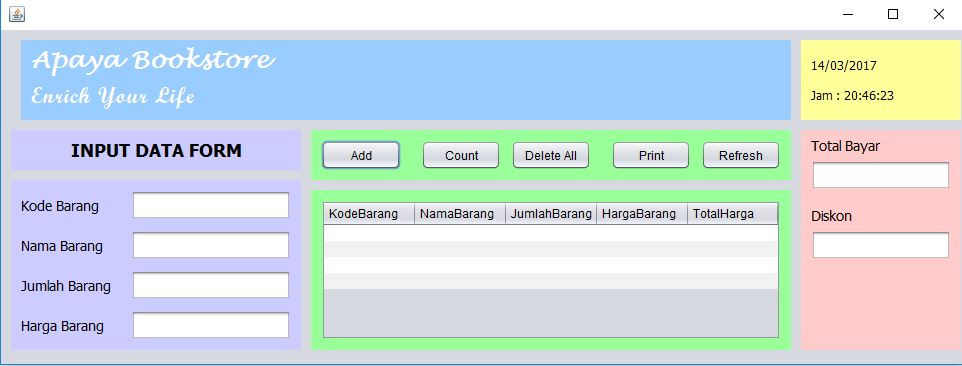 Apaya Bookstore
Enrich Your Life
14/03/2017
Jam : 20:46:23
INPUT DATA FORM
Add Count Delete All Print Refresh
Total Bayar
Kode Barang
Nama Barang
Jumlah Barang
Harga Barang
KodeBarang NamaBarang JumlahBarang HargaBarang TotalHarga
Diskon